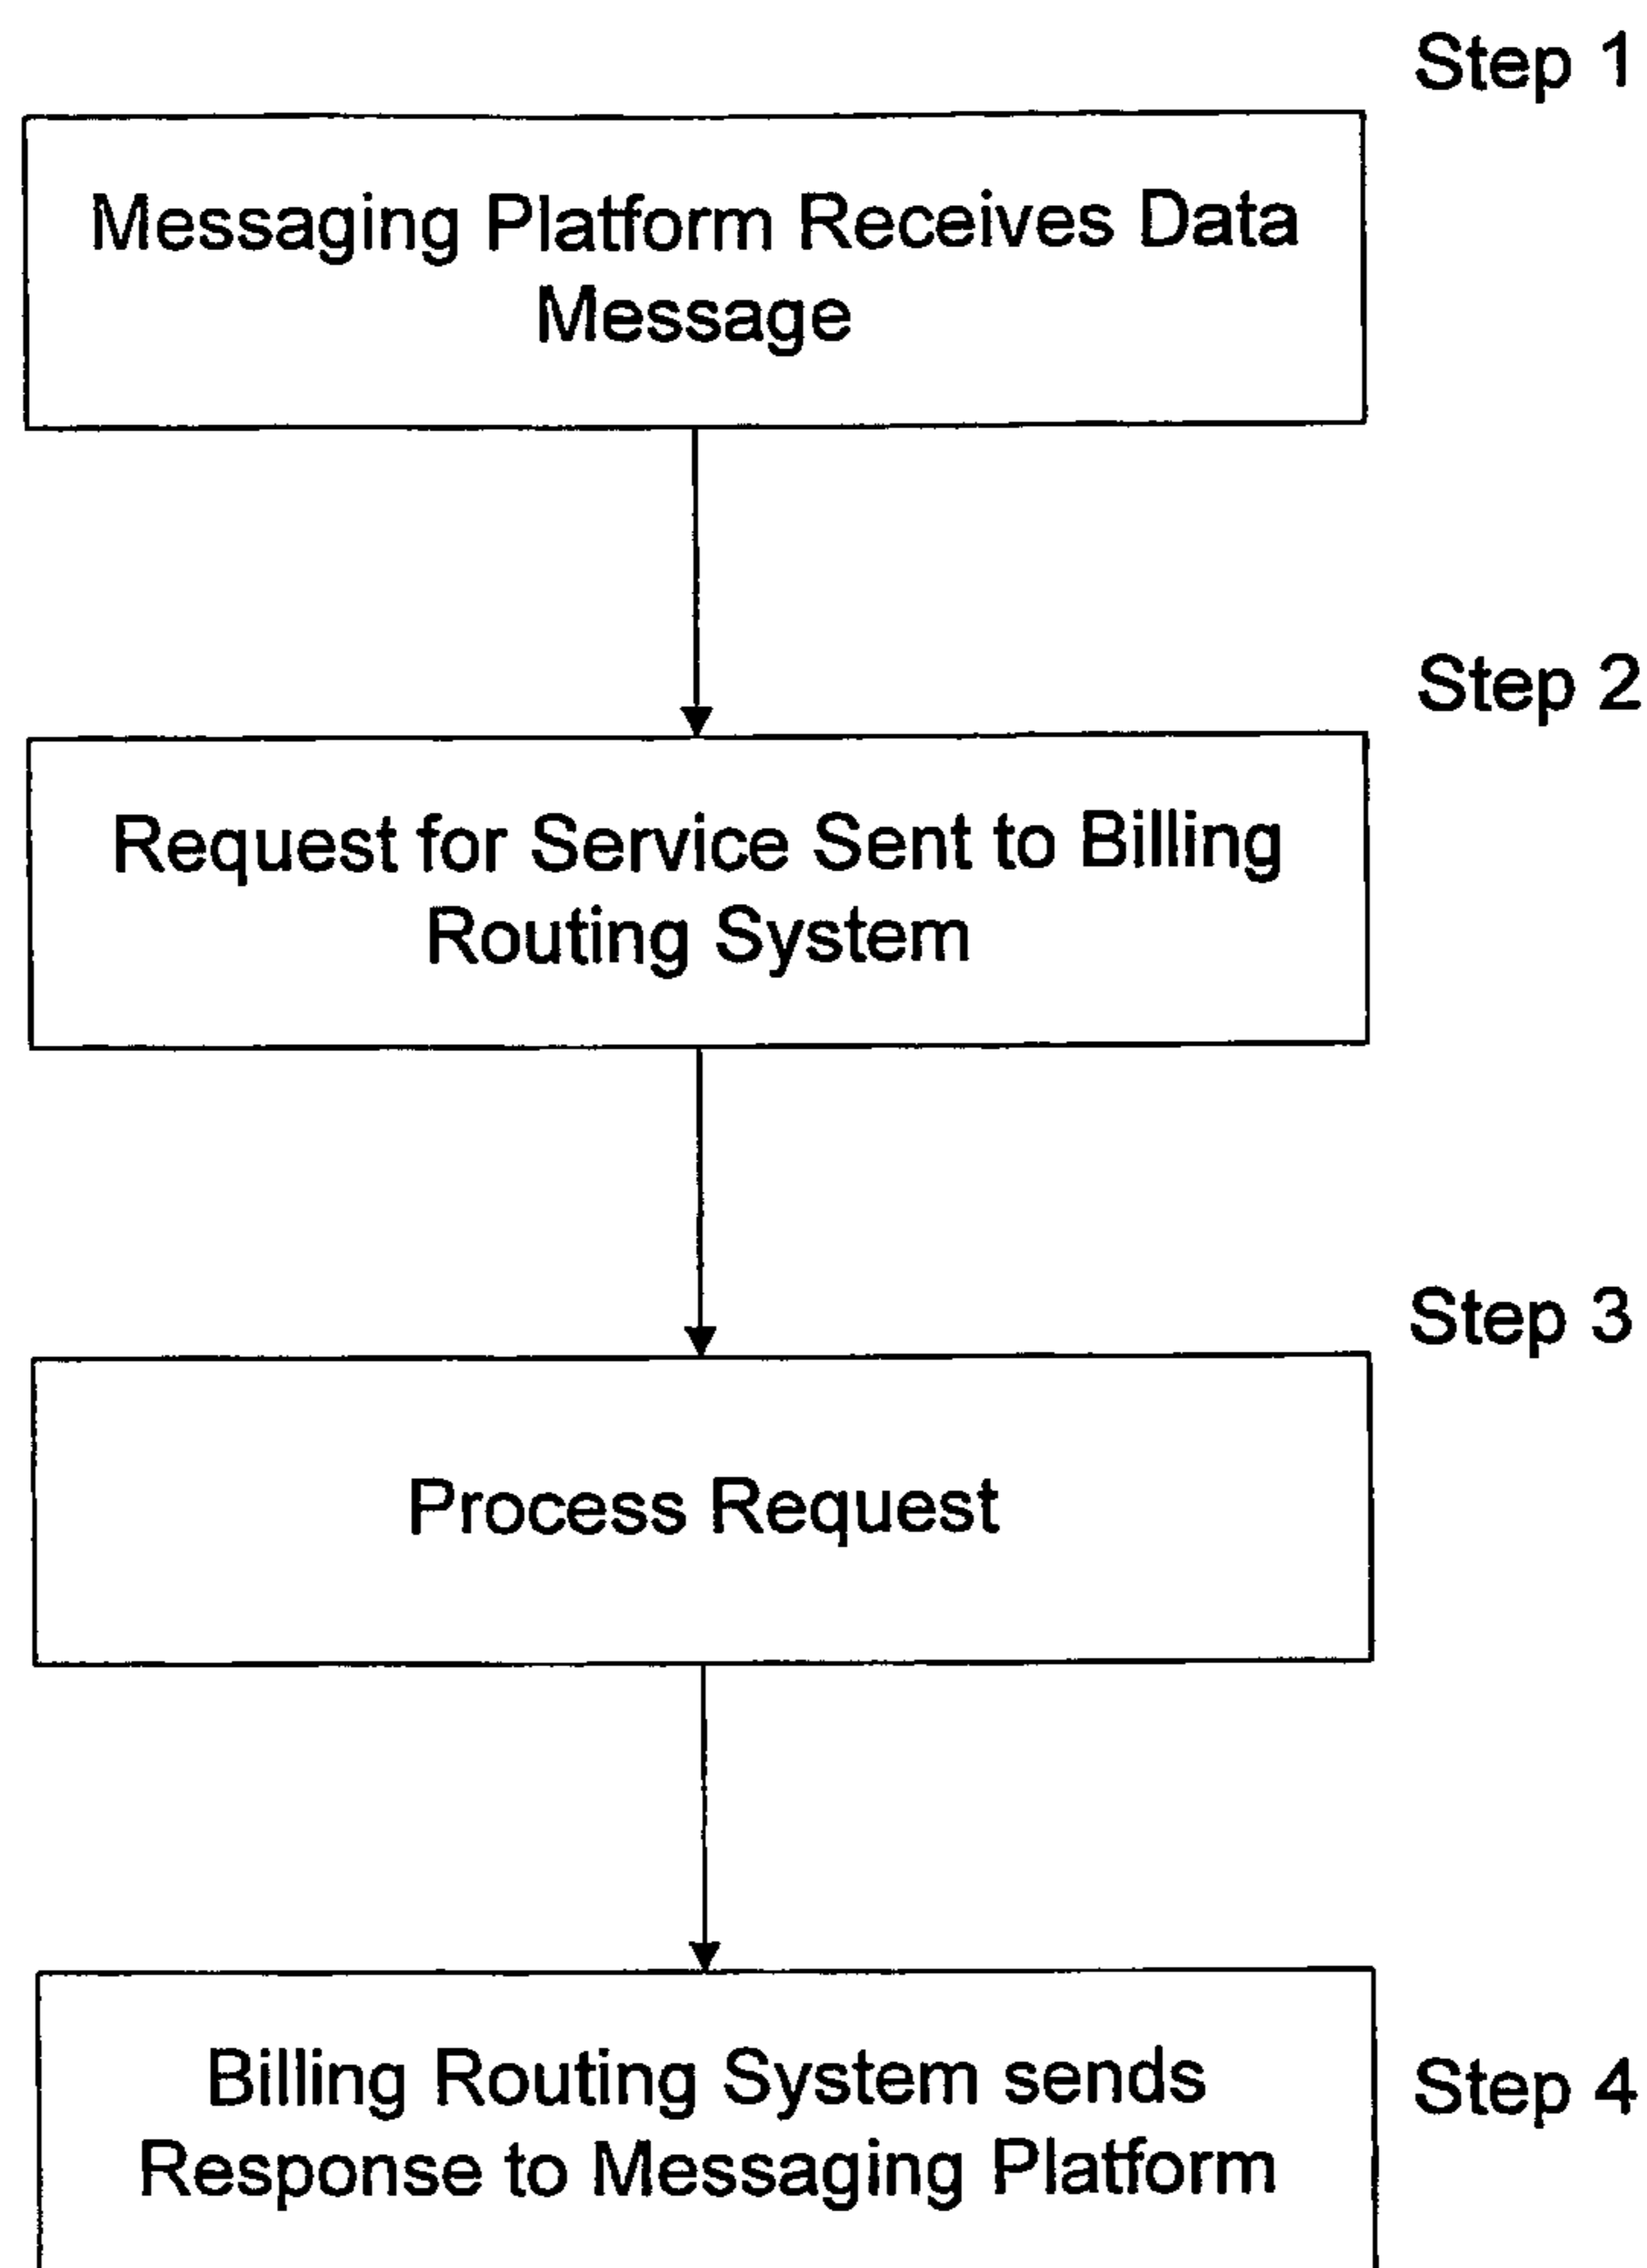 Step 1
Messaging Platform Receives Data
Message
Step 2
Request for Service Sent to Billing
Routing System
Step 3
Process Request
Billing Routing System sends
Step 4
Response to Messaging Platform